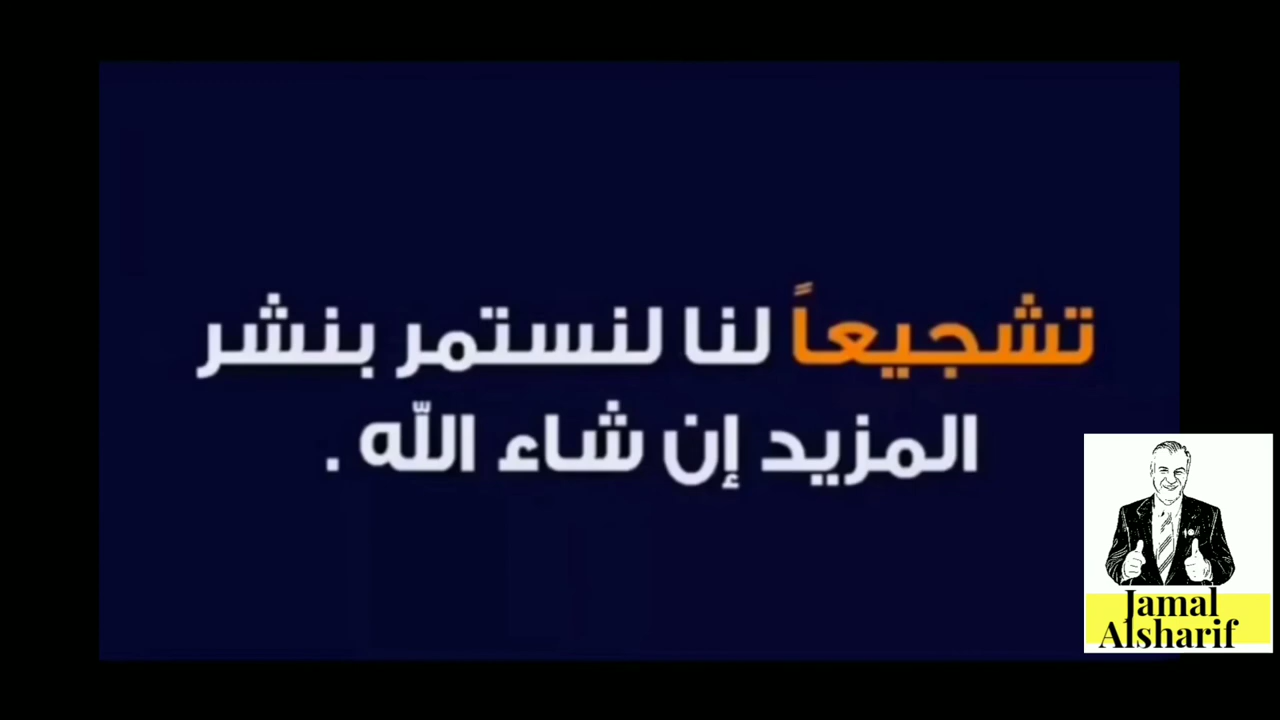 تشجيعاً لنا لنستمر بنشر
المزيد إن شاء الله .
Jamal
Alsharif